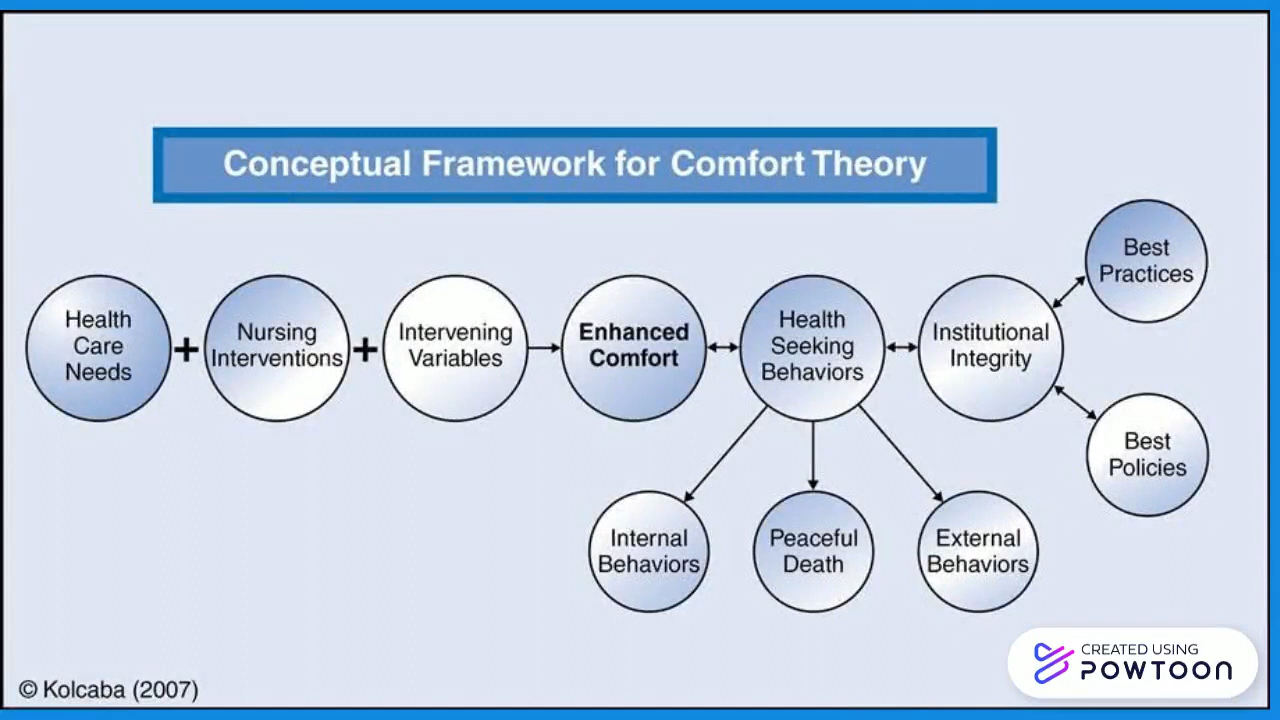 Conceptual Framework for Comfort Theory
Health
Care
Needs
+
Nursing
Interventions
+
Intervening
Variables
Enhanced
Comfort
Health
Seeking
Behaviors
Institutional
Integrity
Best
Practices
Best
Policies
Internal
Behaviors
Peaceful
Death
External
Behaviors
© Kolcaba (2007)
CREATED USING
POWTOON